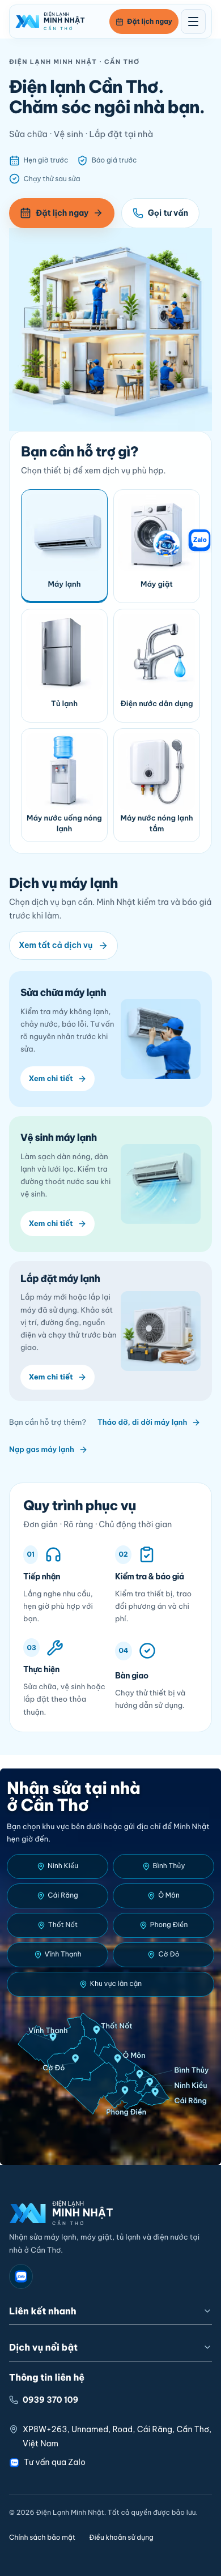 ĐIỆN LẠNH
MINH NHẬT
CẦN THƠ
Đặt lịch ngay
ĐIỆN LẠNH MINH NHẬT · CẦN THƠ
Điện lạnh Cần Thơ.
Chăm sóc ngôi nhà bạn.
Sửa chữa · Vệ sinh · Lắp đặt tại nhà
Hẹn giờ trước
Báo giá trước
Chạy thử sau sửa
Đặt lịch ngay
Gọi tư vấn
Bạn cần hỗ trợ gì?
Chọn thiết bị để xem dịch vụ phù hợp.
Máy lạnh
Máy giặt
Zalo
Tủ lạnh
Điện nước dân dụng
Máy nước uống nóng
lạnh
Máy nước nóng lạnh
tắm
Dịch vụ máy lạnh
Chọn dịch vụ bạn cần. Minh Nhật kiểm tra và báo giá
trước khi làm.
Xem tất cả dịch vụ
Sửa chữa máy lạnh
Kiểm tra máy không lạnh,
chảy nước, báo lỗi. Tư vấn
rõ nguyên nhân trước khi
sửa.
Xem chi tiết
Vệ sinh máy lạnh
Làm sạch dàn nóng, dàn
lạnh và lưới lọc. Kiểm tra
đường thoát nước sau khi
vệ sinh.
Xem chi tiết
Lắp đặt máy lạnh
Lắp máy mới hoặc lắp lại
máy đã sử dụng. Khảo sát
vị trí, đường ống, nguồn
điện và chạy thử trước bàn
giao.
Xem chi tiết
Bạn cần hỗ trợ thêm?
Tháo dỡ, di dời máy lạnh
Nạp gas máy lạnh
Quy trình phục vụ
Đơn giản · Rõ ràng · Chủ động thời gian
01
Tiếp nhận
Lắng nghe nhu cầu,
hẹn giờ phù hợp với
bạn.
02
Kiểm tra & báo giá
Kiểm tra thiết bị, trao
đổi phương án và chi
phí.
03
Thực hiện
Sửa chữa, vệ sinh hoặc
lắp đặt theo thỏa
thuận.
04
Bàn giao
Chạy thử thiết bị và
hướng dẫn sử dụng.
Nhận sửa tại nhà
ở Cần Thơ
Bạn chọn khu vực bên dưới hoặc gửi địa chỉ để Minh Nhật
hẹn giờ đến.
Ninh Kiều
Bình Thủy
Cái Răng
Ô Môn
Thốt Nốt
Phong Điền
Vĩnh Thạnh
Cờ Đỏ
Khu vực lân cận
Thốt Nốt
Vĩnh Thạnh
Ô Môn
Cờ Đỏ
Bình Thủy
Ninh Kiều
Cái Răng
Phong Điền
ĐIỆN LẠNH
MINH NHẬT
CẦN THƠ
Nhận sửa máy lạnh, máy giặt, tủ lạnh và điện nước tại
nhà ở Cần Thơ.
Liên kết nhanh
Dịch vụ nổi bật
Thông tin liên hệ
0939 370 109
XP8W+263, Unnamed, Road, Cái Răng, Cần Thơ,
Việt Nam
Tư vấn qua Zalo
© 2026 Điện Lạnh Minh Nhật. Tất cả quyền được bảo lưu.
Chính sách bảo mật
Điều khoản sử dụng